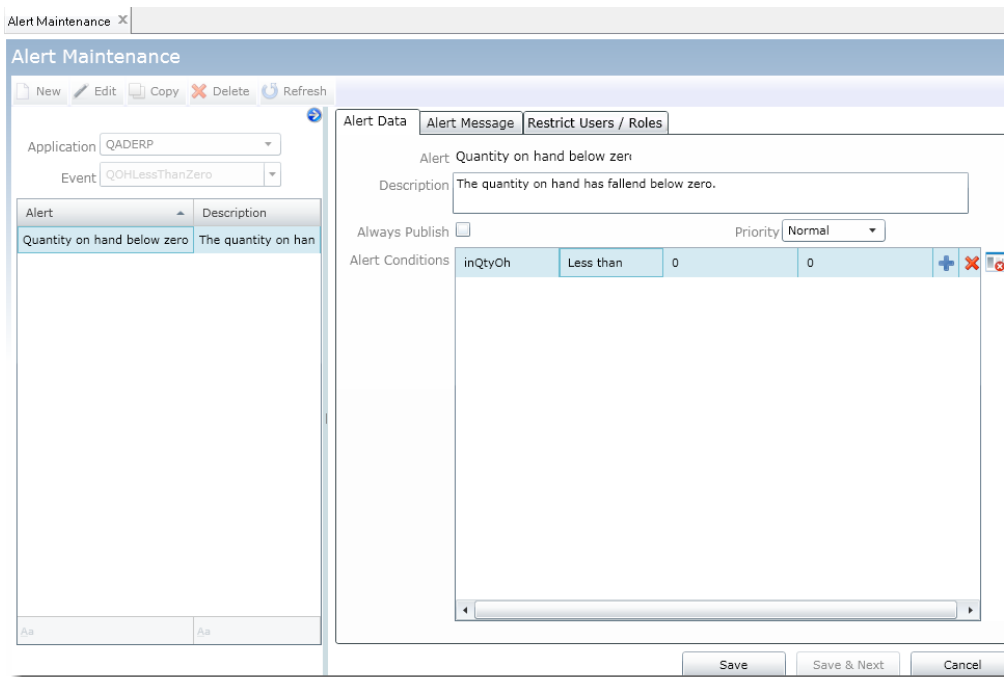 Alert Maintenance X
Alert Maintenance
New Edit Copy Delete Refresh
Application QADERP
Event QOHLessThanZero
Alert Description
Quantity on hand below zero The quantity on han
Aa Aa
Alert Data Alert Message Restrict Users / Roles
Alert Quantity on hand below zero
Description The quantity on hand has fallend below zero.
Always Publish Priority Normal
Alert Conditions inQtyOh Less than 0 0
Save Save & Next Cancel